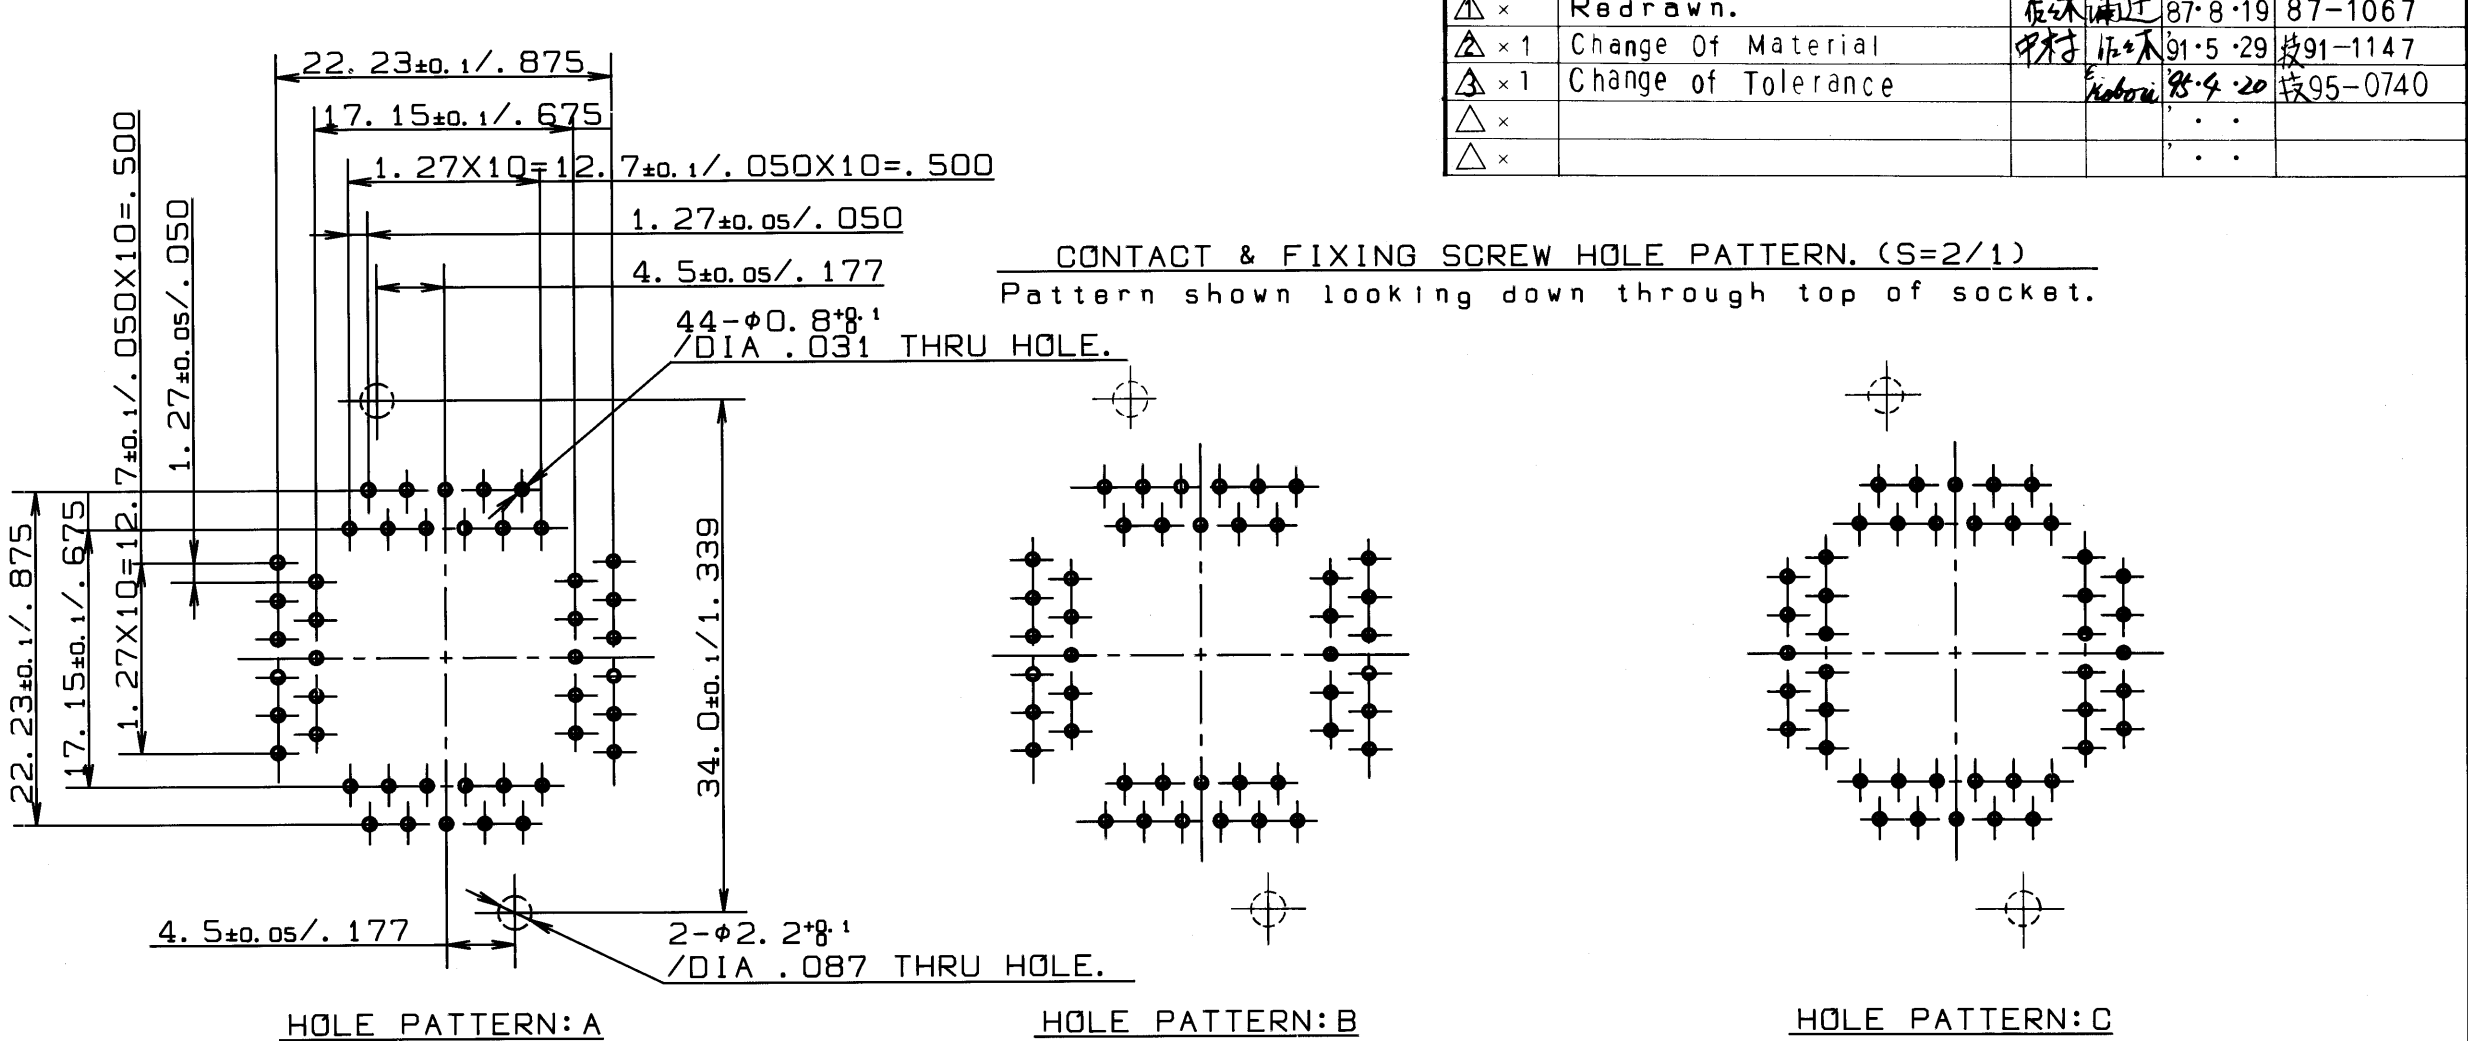 1 × Redrawn. '87·8·19 87-1067
2 × 1 Change Of Material 中村 佐々木 '91·5·29 技91-1147
3 × 1 Change of Tolerance Kobori '95·4·20 技95-0740
△ × ' · ·
△ × ' · ·
CONTACT & FIXING SCREW HOLE PATTERN. (S=2/1)
Pattern shown looking down through top of socket.
22.23±0.1/.875
17.15±0.1/.675
1.27X10=12.7±0.1/.050X10=.500
1.27±0.05/.050
4.5±0.05/.177
44-φ0.8+0.1 0
/DIA .031 THRU HOLE.
1.27X10=12.7±0.1/.050X10=.500
1.27±0.05/.050
22.23±0.1/.875
17.15±0.1/.675
34.0±0.1/1.339
4.5±0.05/.177
2-φ2.2+0.1 0
/DIA .087 THRU HOLE.
HOLE PATTERN:A
HOLE PATTERN:B
HOLE PATTERN:C